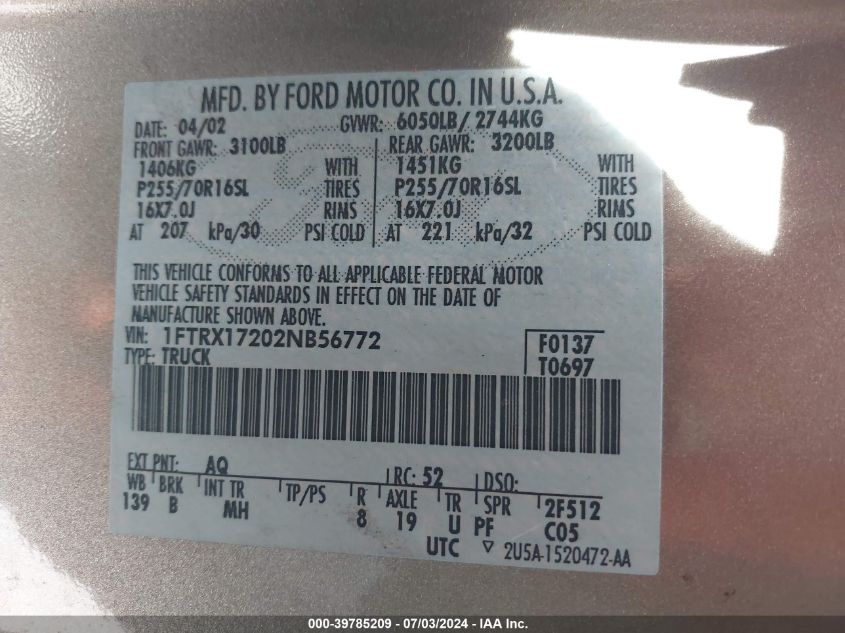 MFD. BY FORD MOTOR CO. IN U.S.A.
DATE: 04/02 GVWR: 6050LB/ 2744KG
FRONT GAWR: 3100LB REAR GAWR: 3200LB
1406KG WITH 1451KG WITH
P255/70R16SL TIRES P255/70R16SL TIRES
16X7.0J RIMS 16X7.0J RIMS
AT 207 kPa/30 PSI COLD AT 221 kPa/32 PSI COLD
THIS VEHICLE CONFORMS TO ALL APPLICABLE FEDERAL MOTOR
VEHICLE SAFETY STANDARDS IN EFFECT ON THE DATE OF
MANUFACTURE SHOWN ABOVE.
VIN: 1FTRX17202NB56772 F0137
TYPE: TRUCK T0697
EXT PNT: AQ RC: 52 DSO:
WB BRK INT TR TP/PS R AXLE TR SPR 2F512
139 B MH 8 19 U PF C05
UTC ▽ 2U5A-1520472-AA
000-39785209 - 07/03/2024 - IAA Inc.